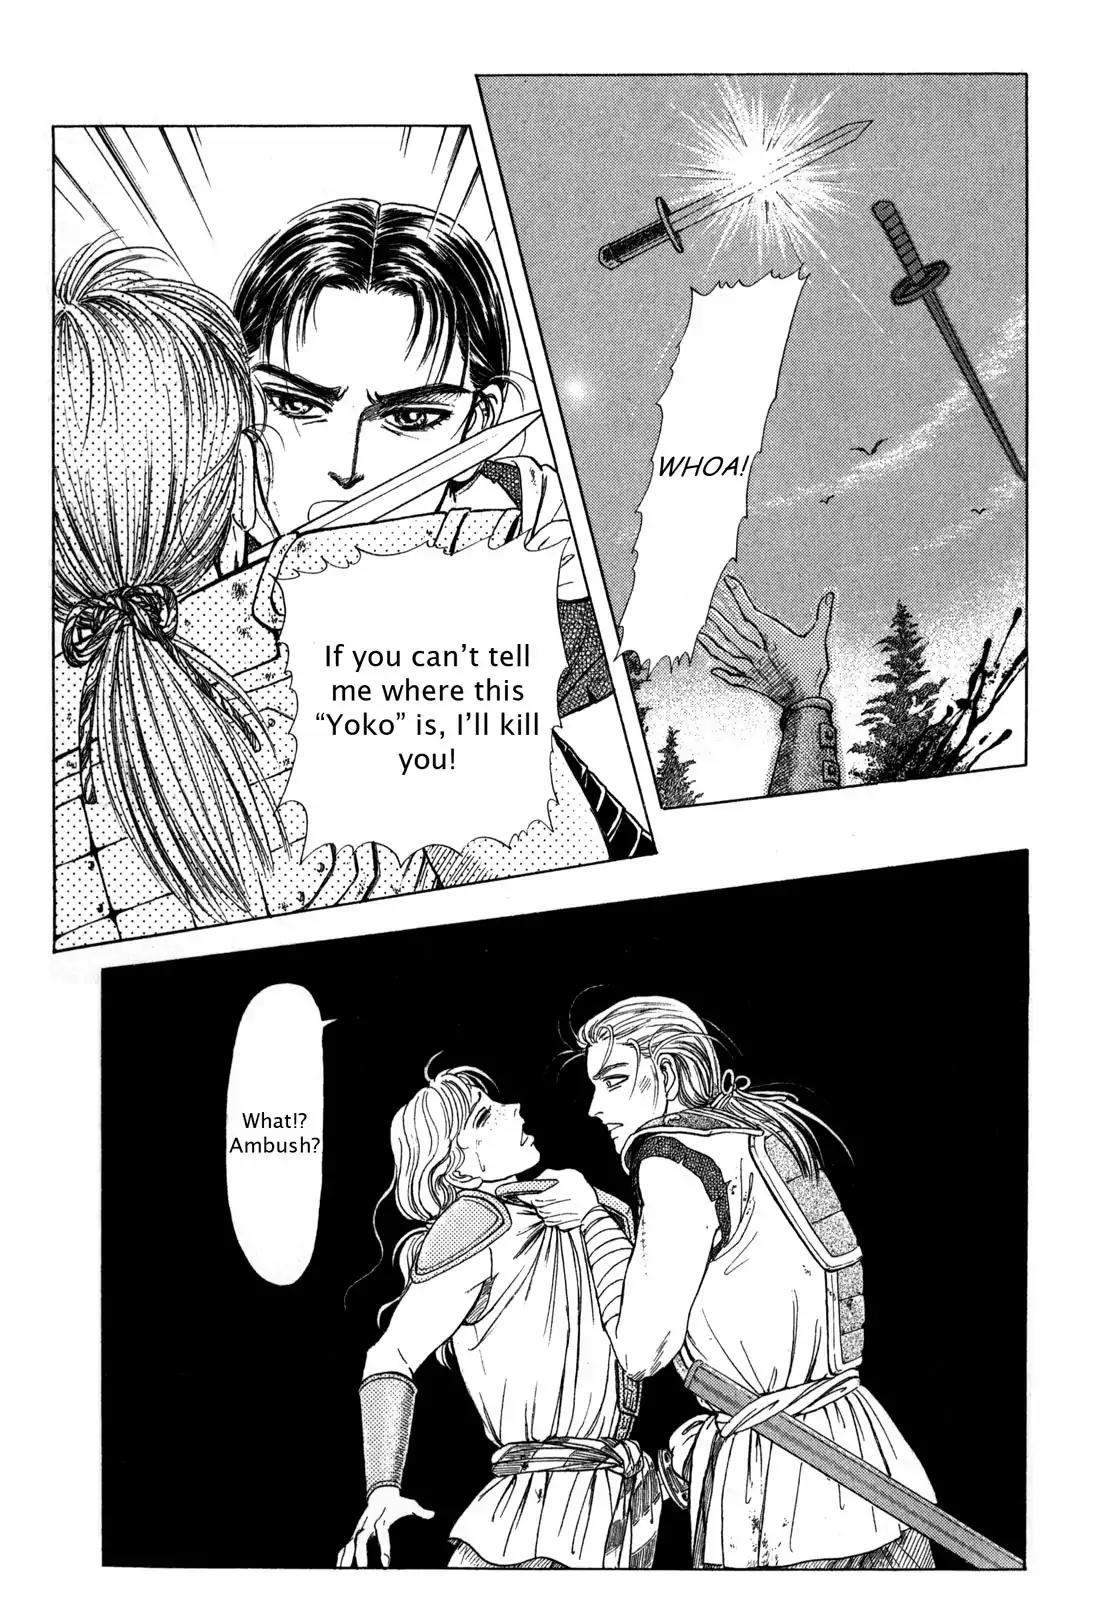 WHOA!
If you can't tell
me where this
“Yoko” is, I'll kill
you!
What!?
Ambush?